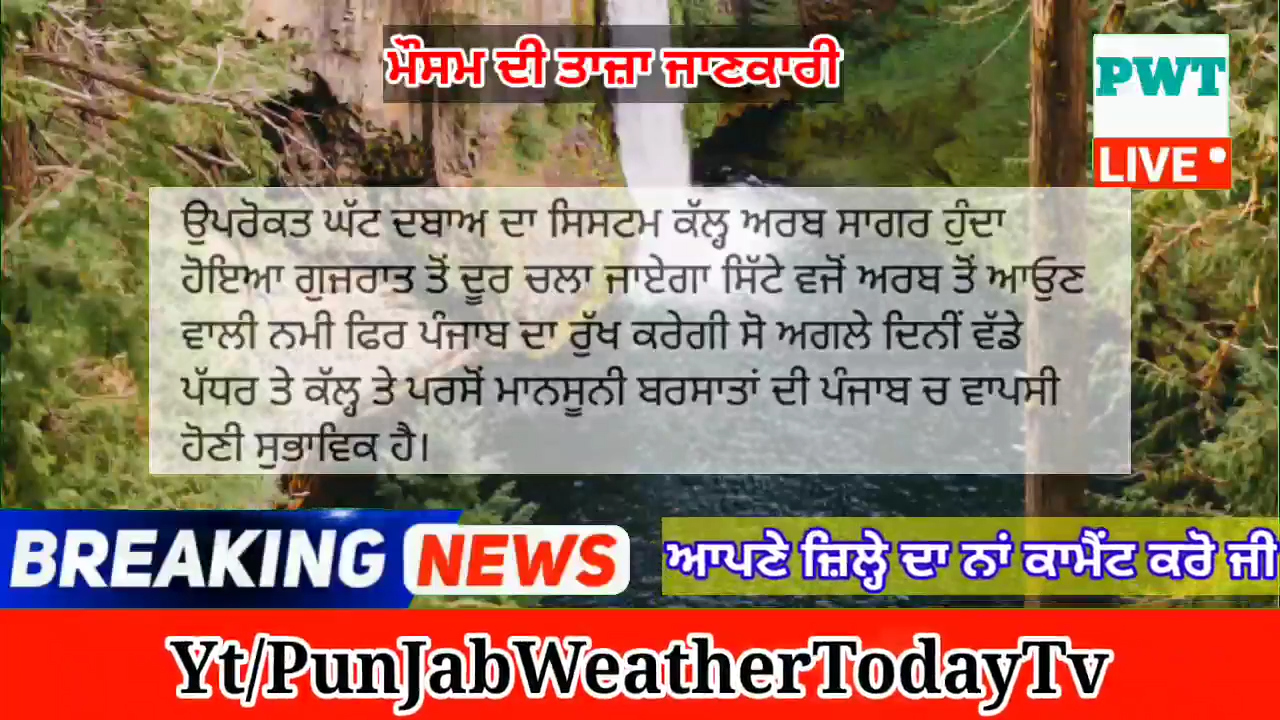 ਮੌਸਮ ਦੀ ਤਾਜ਼ਾ ਜਾਣਕਾਰੀ
PWT
LIVE
ਉਪਰੋਕਤ ਘੱਟ ਦਬਾਅ ਦਾ ਸਿਸਟਮ ਕੱਲ੍ਹ ਅਰਬ ਸਾਗਰ ਹੁੰਦਾ
ਹੋਇਆ ਗੁਜਰਾਤ ਤੋਂ ਦੂਰ ਚਲਾ ਜਾਏਗਾ ਸਿੱਟੇ ਵਜੋਂ ਅਰਬ ਤੋਂ ਆਓੁਣ
ਵਾਲੀ ਨਮੀ ਫਿਰ ਪੰਜਾਬ ਦਾ ਰੁੱਖ ਕਰੇਗੀ ਸੋ ਅਗਲੇ ਦਿਨੀਂ ਵੱਡੇ
ਪੱਧਰ ਤੇ ਕੱਲ੍ਹ ਤੇ ਪਰਸੋਂ ਮਾਨਸੂਨੀ ਬਰਸਾਤਾਂ ਦੀ ਪੰਜਾਬ ਚ ਵਾਪਸੀ
ਹੋਣੀ ਸੁਭਾਵਿਕ ਹੈ।
BREAKING NEWS
ਆਪਣੇ ਜ਼ਿਲ੍ਹੇ ਦਾ ਨਾਂ ਕਾਮੈਂਟ ਕਰੋ ਜੀ
Yt/PunJabWeatherTodayTv